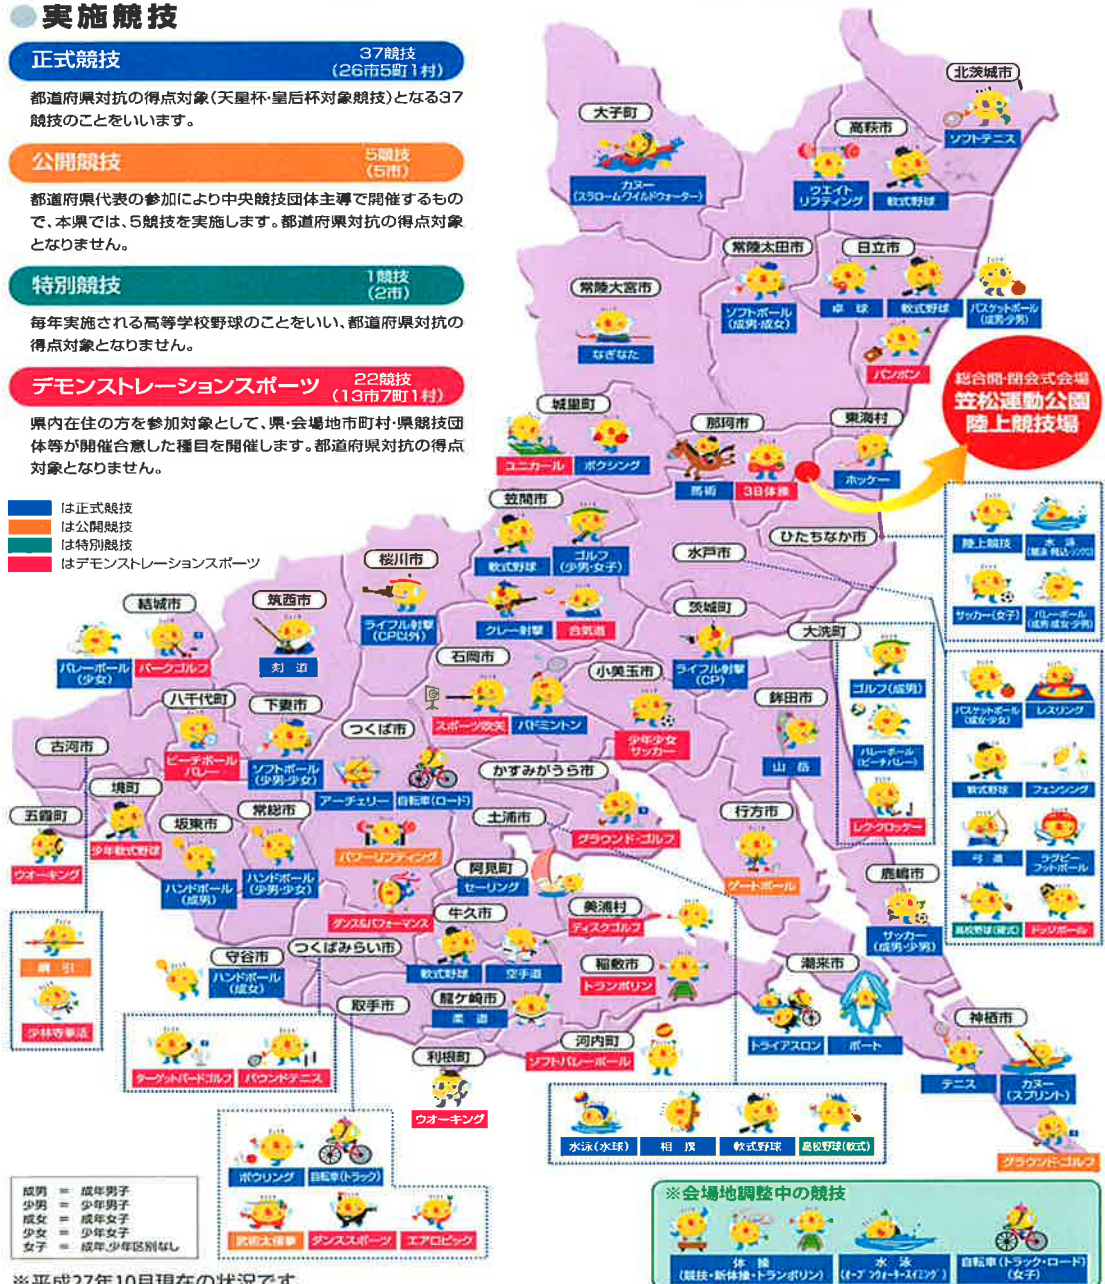 実施競技
正式競技
37競技
(26市5町1村)
都道府県対抗の得点対象(天皇杯・皇后杯対象競技)となる37
競技のことをいいます。
公開競技
5競技
(5市)
都道府県代表の参加により中央競技団体主導で開催するもの
で、本県では、5競技を実施します。都道府県対抗の得点対象
となりません。
特別競技
1競技
(2市)
毎年実施される高等学校野球のことをいい、都道府県対抗の
得点対象となりません。
デモンストレーションスポーツ
22競技
(13市7町1村)
県内在住の方を参加対象として、県・会場地市町村・県競技団
体等が開催合意した種目を開催します。都道府県対抗の得点
対象となりません。
は正式競技
は公開競技
は特別競技
はデモンストレーションスポーツ
北茨城市
ソフトテニス
大子町
カヌー
(スラローム・ワイルドウォーター)
高萩市
ウエイト
リフティング
軟式野球
常陸太田市
ソフトボール
(成男・成女)
日立市
卓球
軟式野球
バスケットボール
(成男・少男)
パンポン
常陸大宮市
なぎなた
総合開・閉会式会場
笠松運動公園
陸上競技場
城里町
ユニカール
ボクシング
那珂市
馬術
3B体操
東海村
ホッケー
笠間市
軟式野球
ゴルフ
(少男・女子)
クレー射撃
合気道
水戸市
ひたちなか市
陸上競技
水泳
(競泳・飛込・シンクロ)
サッカー(女子)
バレーボール
(成男・成女・少男)
桜川市
ライフル射撃
(CP以外)
筑西市
剣道
結城市
バレーボール
(少女)
パークゴルフ
茨城町
ライフル射撃
(CP)
大洗町
ゴルフ(成男)
バレーボール
(ビーチバレー)
レク・クロッケー
バスケットボール
(成女・少女)
レスリング
軟式野球
フェンシング
弓道
ラグビー
フットボール
高校野球(硬式)
ドッジボール
石岡市
スポーツ吹矢
バドミントン
小美玉市
少年少女
サッカー
鉾田市
山岳
八千代町
ビーチボール
バレー
下妻市
ソフトボール
(少男・少女)
つくば市
アーチェリー
自転車(ロード)
パワーリフティング
ダンス&パフォーマンス
かすみがうら市
グラウンド・ゴルフ
古河市
綱引
少林寺拳法
境町
少年軟式野球
五霞町
ウオーキング
坂東市
ハンドボール
(成男)
常総市
ハンドボール
(少男・少女)
土浦市
行方市
ゲートボール
阿見町
セーリング
美浦村
ディスクゴルフ
鹿嶋市
サッカー
(成男・少男)
牛久市
軟式野球
空手道
つくばみらい市
守谷市
ハンドボール
(成女)
稲敷市
トランポリン
潮来市
トライアスロン
ボート
取手市
龍ケ崎市
柔道
河内町
ソフトバレーボール
利根町
ウオーキング
神栖市
テニス
カヌー
(スプリント)
グラウンド・ゴルフ
ターゲットバードゴルフ
バウンドテニス
ボウリング
自転車(トラック)
武術太極拳
ダンススポーツ
エアロビック
水泳(水球)
相撲
軟式野球
高校野球(軟式)
成男 = 成年男子
少男 = 少年男子
成女 = 成年女子
少女 = 少年女子
女子 = 成年,少年区別なし
※会場地調整中の競技
体操
(競技・新体操・トランポリン)
水泳
(オープンウォータースイミング)
自転車(トラック・ロード)
(女子)
※平成27年10月現在の状況です